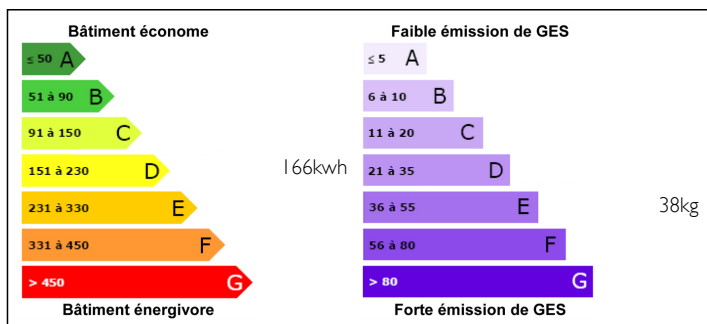 Bâtiment économe
≤ 50 A
51 à 90 B
91 à 150 C
151 à 230 D
231 à 330 E
331 à 450 F
> 450 G
Bâtiment énergivore
166kwh
Faible émission de GES
≤ 5 A
6 à 10 B
11 à 20 C
21 à 35 D
36 à 55 E
56 à 80 F
> 80 G
Forte émission de GES
38kg